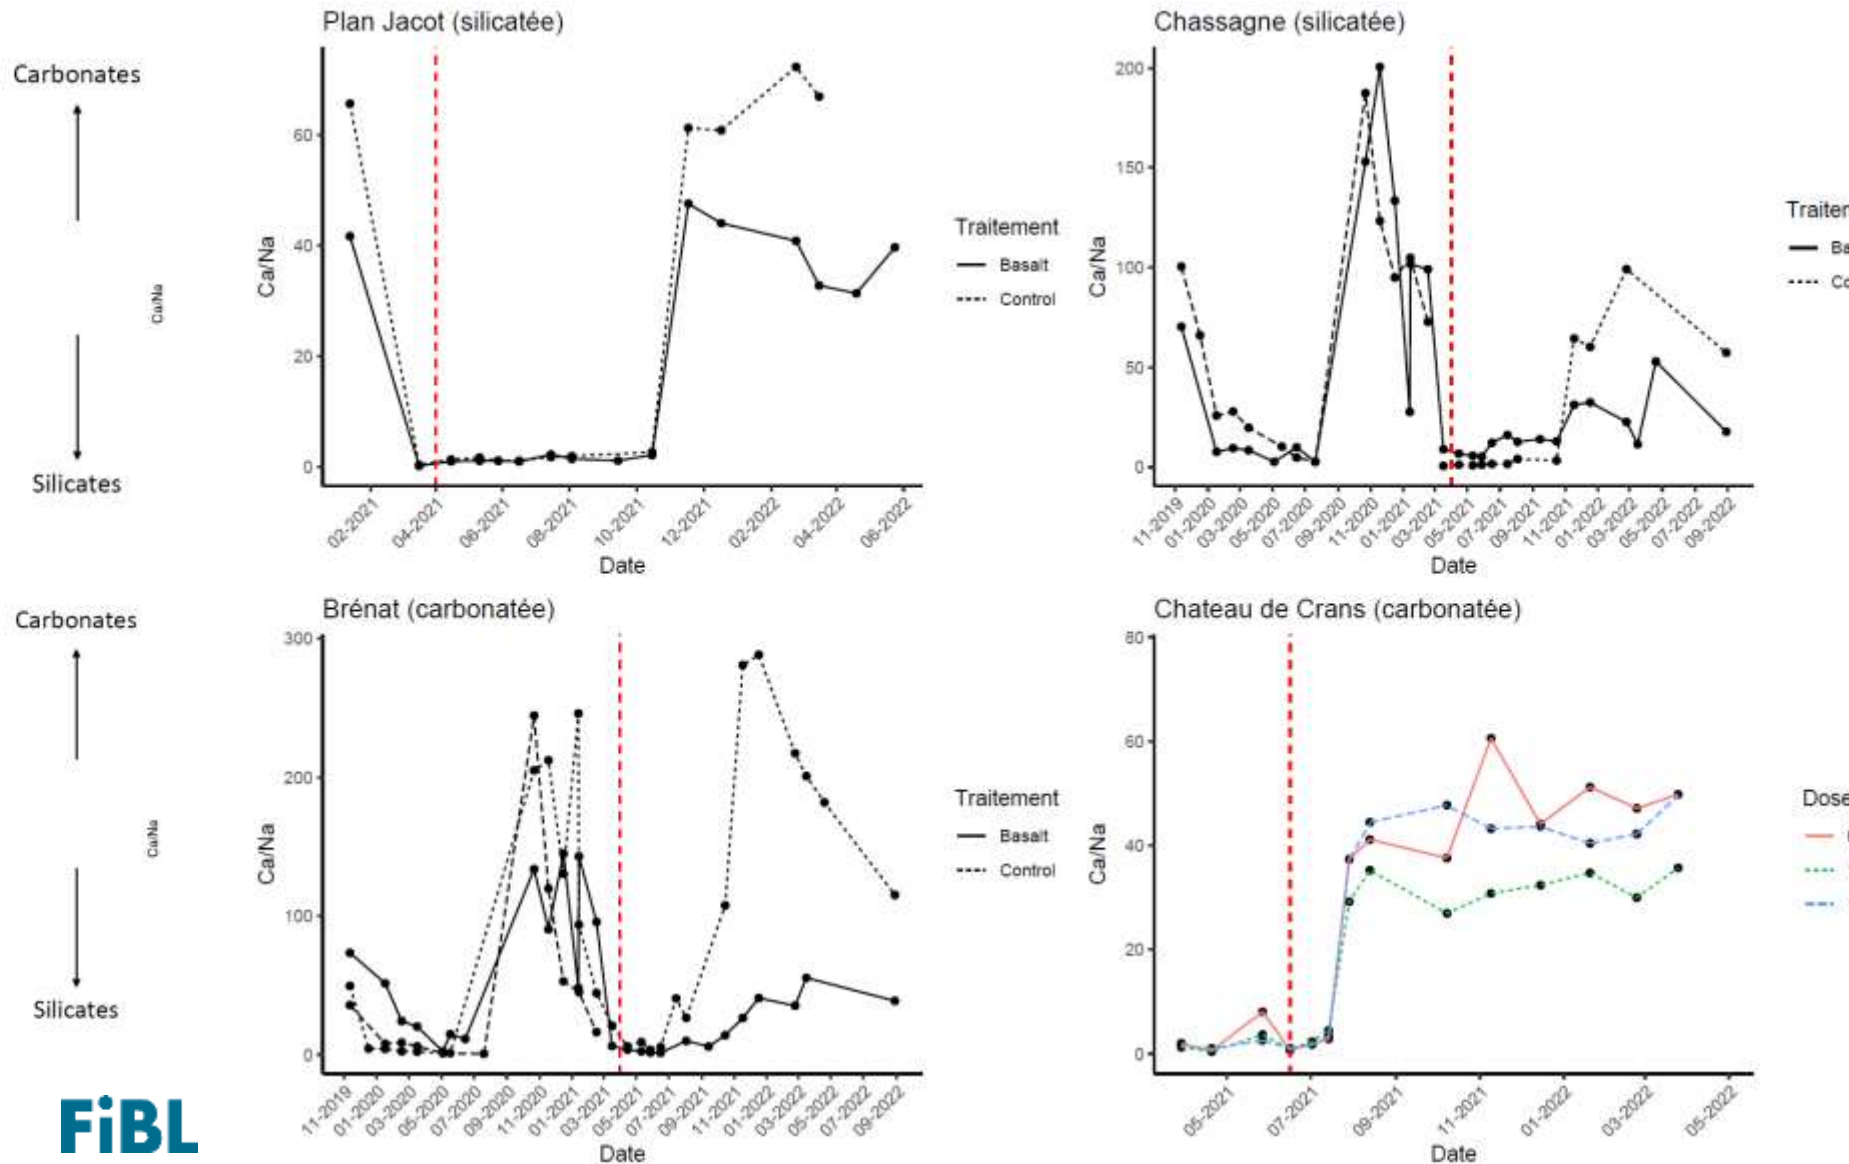 Plan Jacot (silicatée)
Carbonates
Ca/Na
Silicates
60
40
20
0
Ca/Na
02-2021
04-2021
06-2021
08-2021
10-2021
12-2021
02-2022
04-2022
06-2022
Date
Traitement
Basalt
Control
Chassagne (silicatée)
200
150
100
50
0
Ca/Na
11-2019
01-2020
03-2020
05-2020
07-2020
09-2020
11-2020
01-2021
03-2021
05-2021
07-2021
09-2021
11-2021
01-2022
03-2022
05-2022
07-2022
09-2022
Date
Traitem
Ba
Co
Brénat (carbonatée)
Carbonates
Ca/Na
Silicates
300
200
100
0
Ca/Na
11-2019
01-2020
03-2020
05-2020
07-2020
09-2020
11-2020
01-2021
03-2021
05-2021
07-2021
09-2021
11-2021
01-2022
03-2022
05-2022
07-2022
09-2022
Date
Traitement
Basalt
Control
Chateau de Crans (carbonatée)
80
60
40
20
0
Ca/Na
05-2021
07-2021
09-2021
11-2021
01-2022
03-2022
05-2022
Date
Dose
FiBL